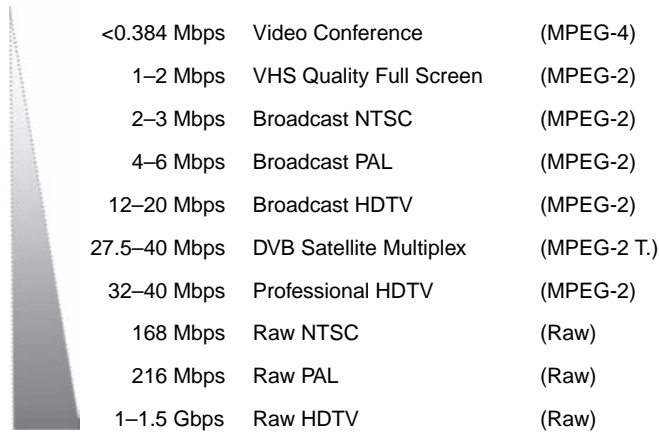 <0.384 Mbps Video Conference (MPEG-4)
1–2 Mbps VHS Quality Full Screen (MPEG-2)
2–3 Mbps Broadcast NTSC (MPEG-2)
4–6 Mbps Broadcast PAL (MPEG-2)
12–20 Mbps Broadcast HDTV (MPEG-2)
27.5–40 Mbps DVB Satellite Multiplex (MPEG-2 T.)
32–40 Mbps Professional HDTV (MPEG-2)
168 Mbps Raw NTSC (Raw)
216 Mbps Raw PAL (Raw)
1–1.5 Gbps Raw HDTV (Raw)